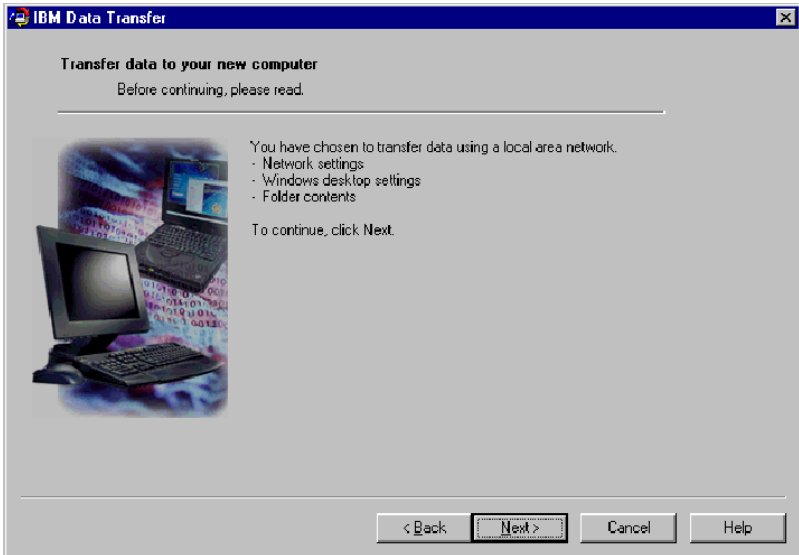 IBM Data Transfer
Transfer data to your new computer
Before continuing, please read.
You have chosen to transfer data using a local area network.
- Network settings
- Windows desktop settings
- Folder contents
To continue, click Next.
< Back Next > Cancel Help